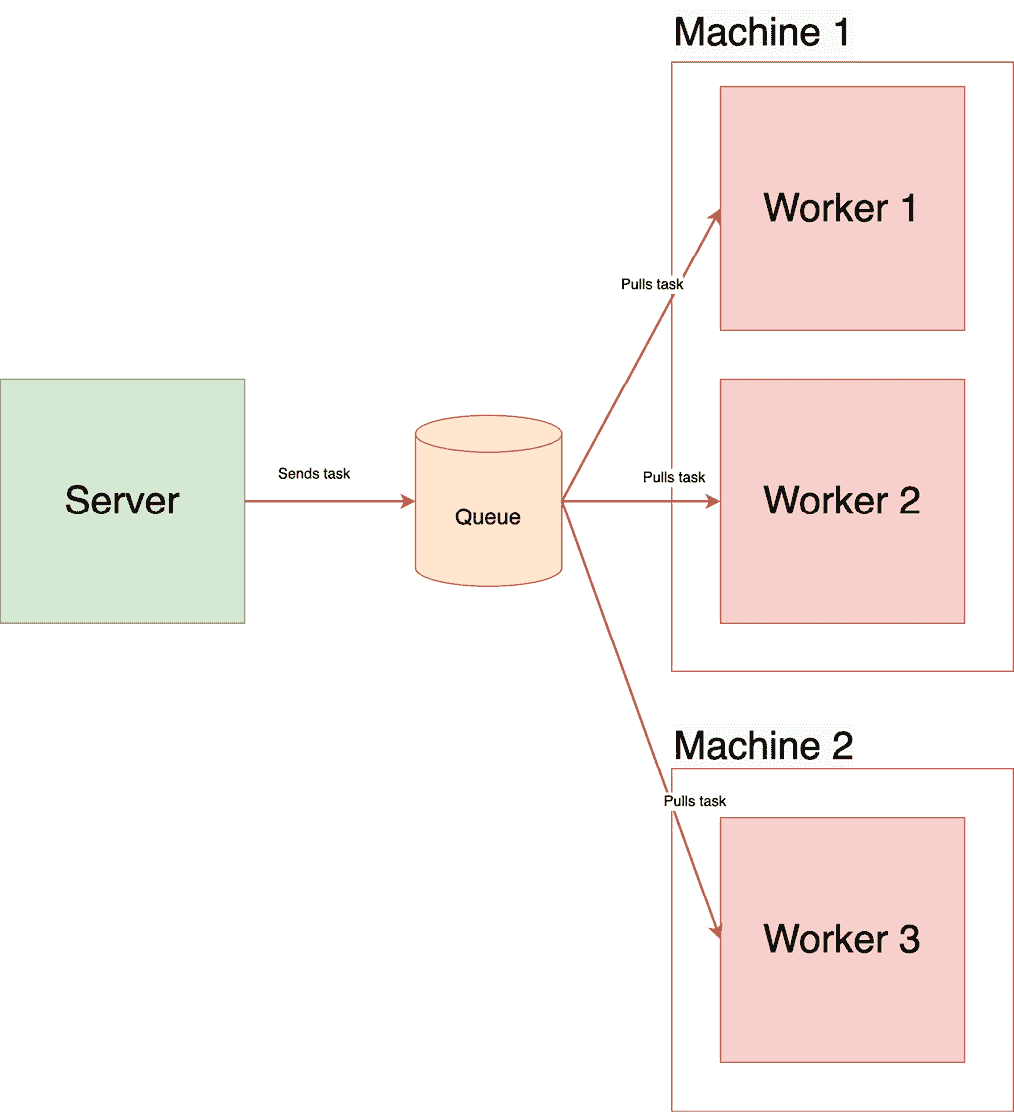 Machine 1
Worker 1
Pulls task
Server
Sends task
Queue
Pulls task
Worker 2
Machine 2
Pulls task
Worker 3